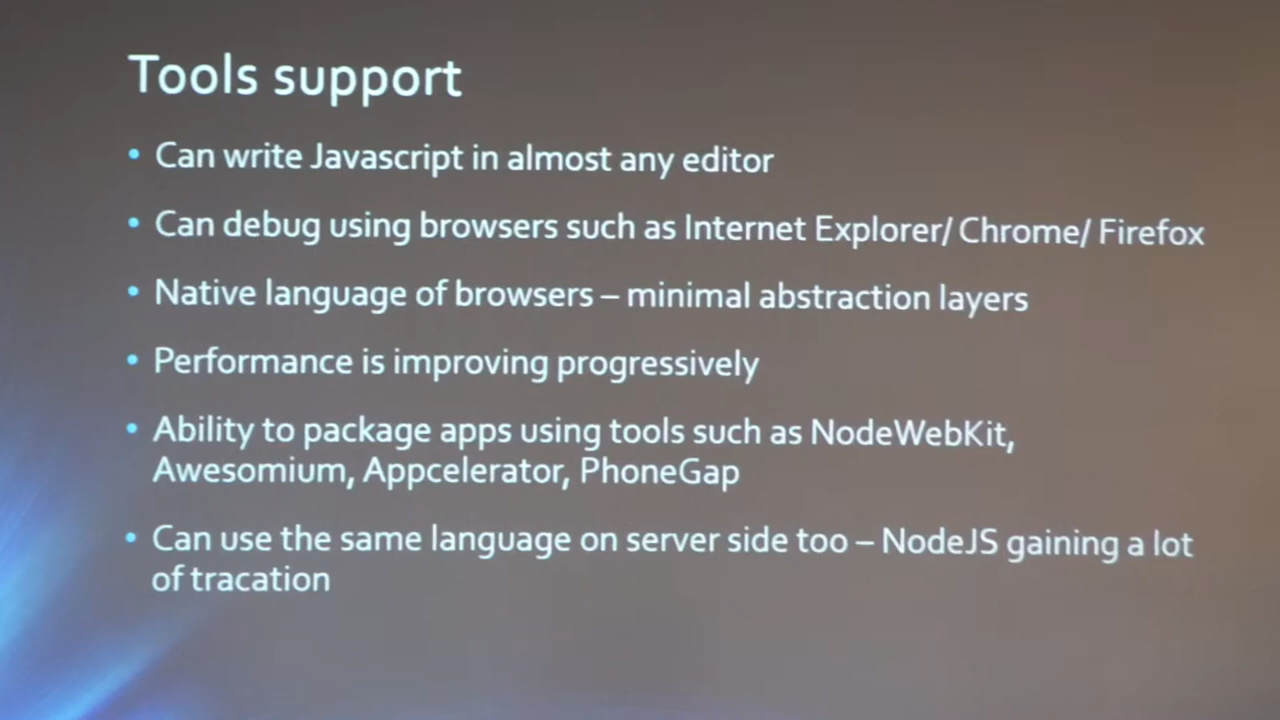 Tools support
• Can write Javascript in almost any editor
• Can debug using browsers such as Internet Explorer/ Chrome/ Firefox
• Native language of browsers – minimal abstraction layers
• Performance is improving progressively
• Ability to package apps using tools such as NodeWebKit,
Awesomium, Appcelerator, PhoneGap
• Can use the same language on server side too – NodeJS gaining a lot
of tracation